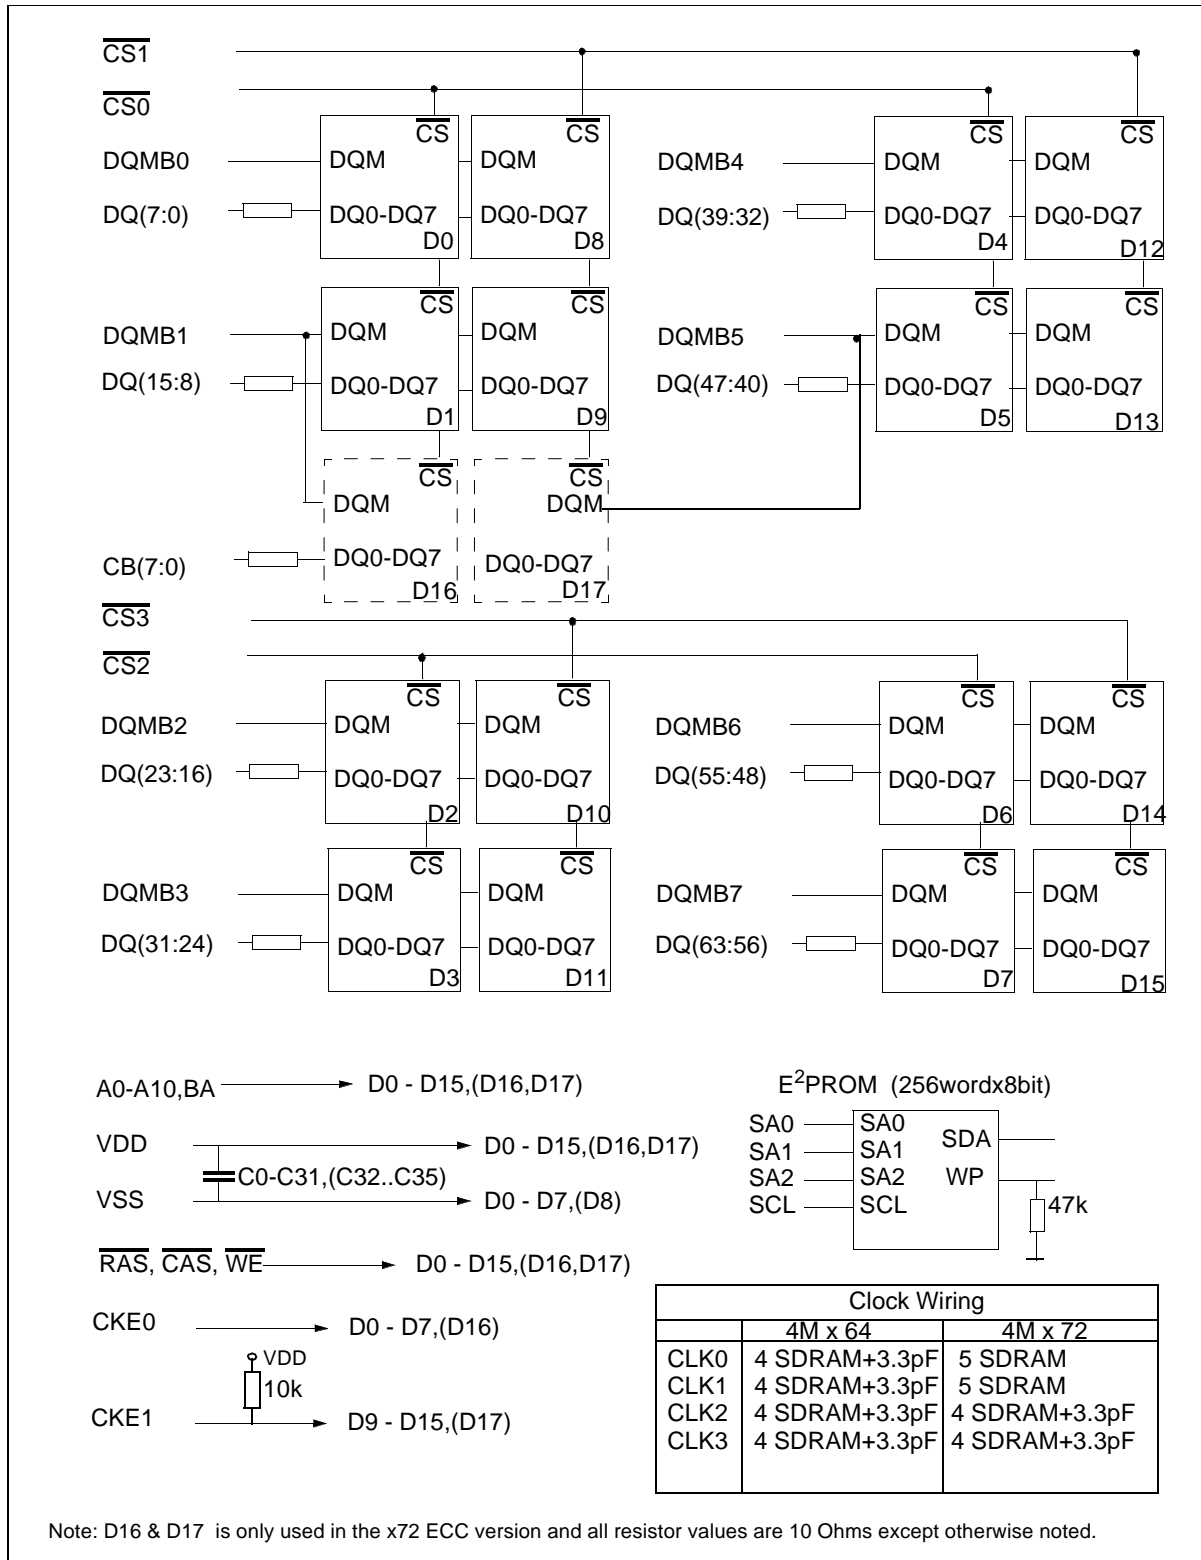 CS1
CS0
CS CS CS CS
DQMB0 DQM DQM DQMB4 DQM DQM
DQ(7:0) DQ0-DQ7 DQ0-DQ7 DQ(39:32) DQ0-DQ7 DQ0-DQ7
D0 D8 D4 D12
CS CS CS CS
DQMB1 DQM DQM DQMB5 DQM DQM
DQ(15:8) DQ0-DQ7 DQ0-DQ7 DQ(47:40) DQ0-DQ7 DQ0-DQ7
D1 D9 D5 D13
CS CS
DQM DQM
CB(7:0) DQ0-DQ7 DQ0-DQ7
D16 D17
CS3
CS2
CS CS CS CS
DQMB2 DQM DQM DQMB6 DQM DQM
DQ(23:16) DQ0-DQ7 DQ0-DQ7 DQ(55:48) DQ0-DQ7 DQ0-DQ7
D2 D10 D6 D14
CS CS CS CS
DQMB3 DQM DQM DQMB7 DQM DQM
DQ(31:24) DQ0-DQ7 DQ0-DQ7 DQ(63:56) DQ0-DQ7 DQ0-DQ7
D3 D11 D7 D15
A0-A10,BA D0 - D15,(D16,D17)
VDD D0 - D15,(D16,D17)
C0-C31,(C32..C35)
VSS D0 - D7,(D8)
RAS, CAS, WE D0 - D15,(D16,D17)
CKE0 D0 - D7,(D16)
VDD
10k
CKE1 D9 - D15,(D17)
E²PROM (256wordx8bit)
SA0 SA0 SDA
SA1 SA1
SA2 SA2 WP
SCL SCL 47k
Clock Wiring
4M x 64 4M x 72
CLK0 4 SDRAM+3.3pF 5 SDRAM
CLK1 4 SDRAM+3.3pF 5 SDRAM
CLK2 4 SDRAM+3.3pF 4 SDRAM+3.3pF
CLK3 4 SDRAM+3.3pF 4 SDRAM+3.3pF
Note: D16 & D17 is only used in the x72 ECC version and all resistor values are 10 Ohms except otherwise noted.